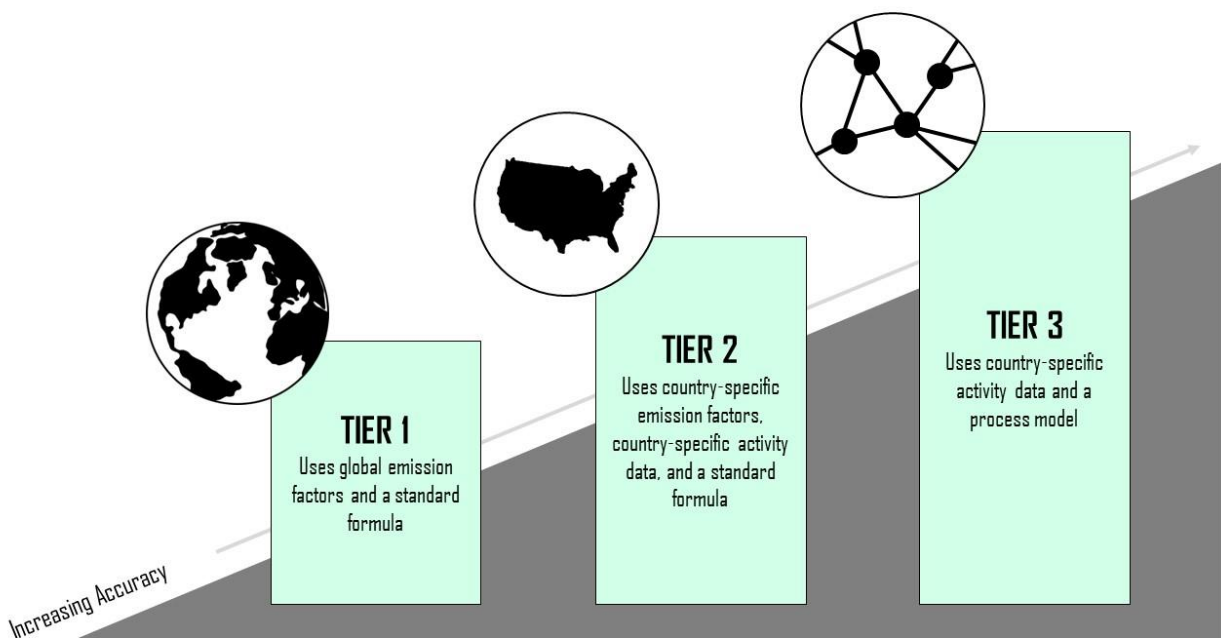 TIER 1
Uses global emission
factors and a standard
formula
TIER 2
Uses country-specific
emission factors,
country-specific activity
data, and a standard
formula
TIER 3
Uses country-specific
activity data and a
process model
Increasing Accuracy